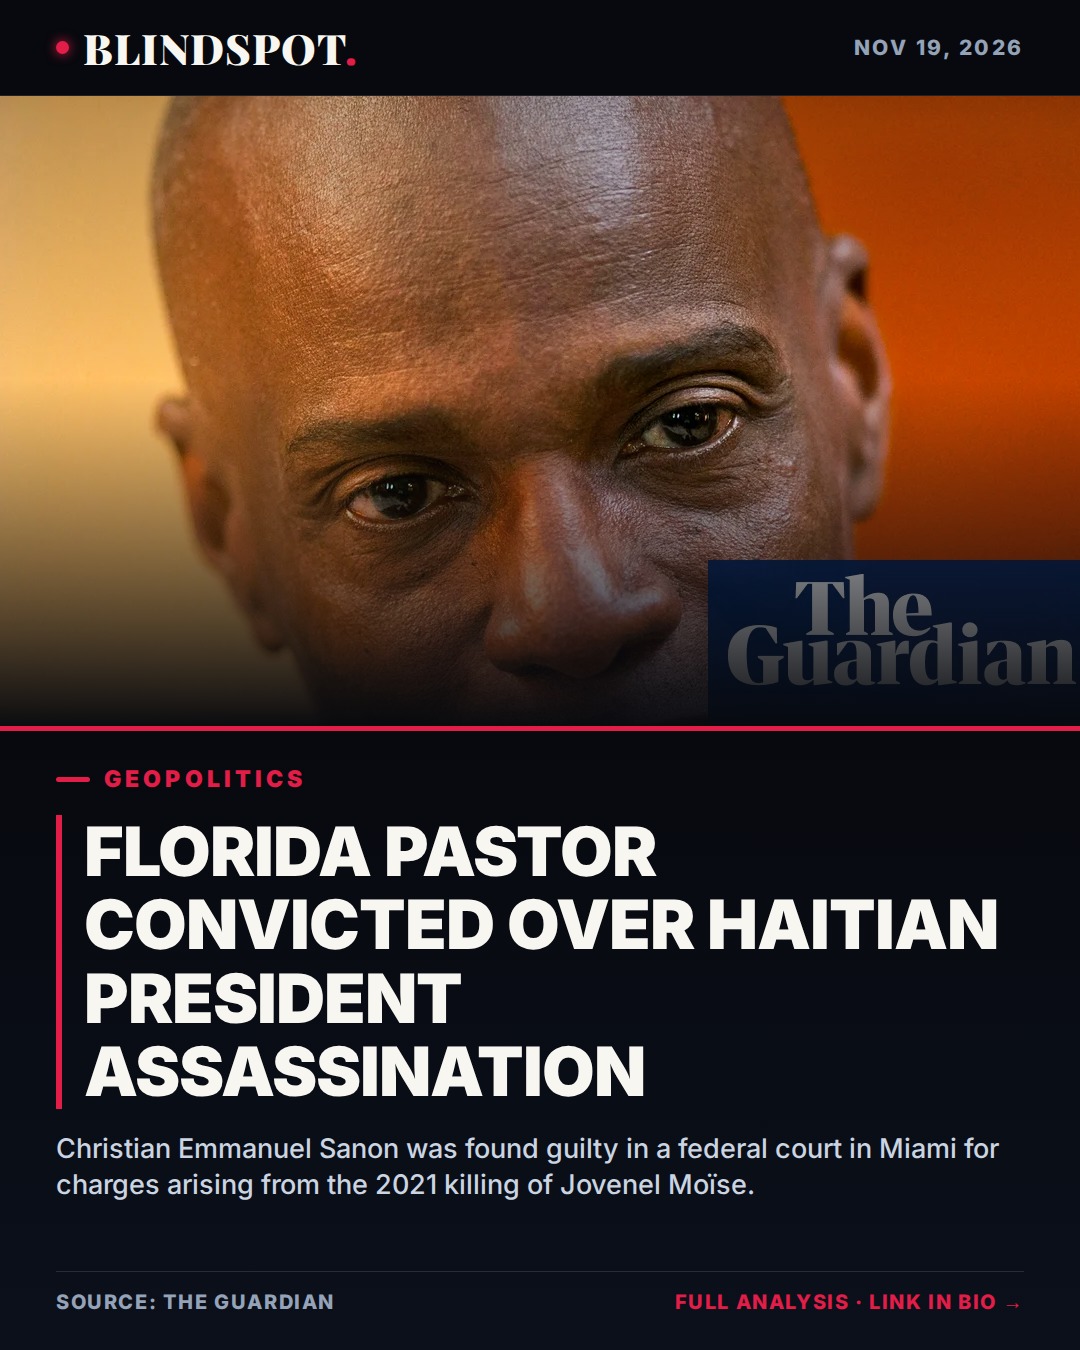 BLINDSPOT.
NOV 19, 2026
The
Guardian
GEOPOLITICS
FLORIDA PASTOR
CONVICTED OVER HAITIAN
PRESIDENT
ASSASSINATION
Christian Emmanuel Sanon was found guilty in a federal court in Miami for
charges arising from the 2021 killing of Jovenel Moïse.
SOURCE: THE GUARDIAN
FULL ANALYSIS · LINK IN BIO →